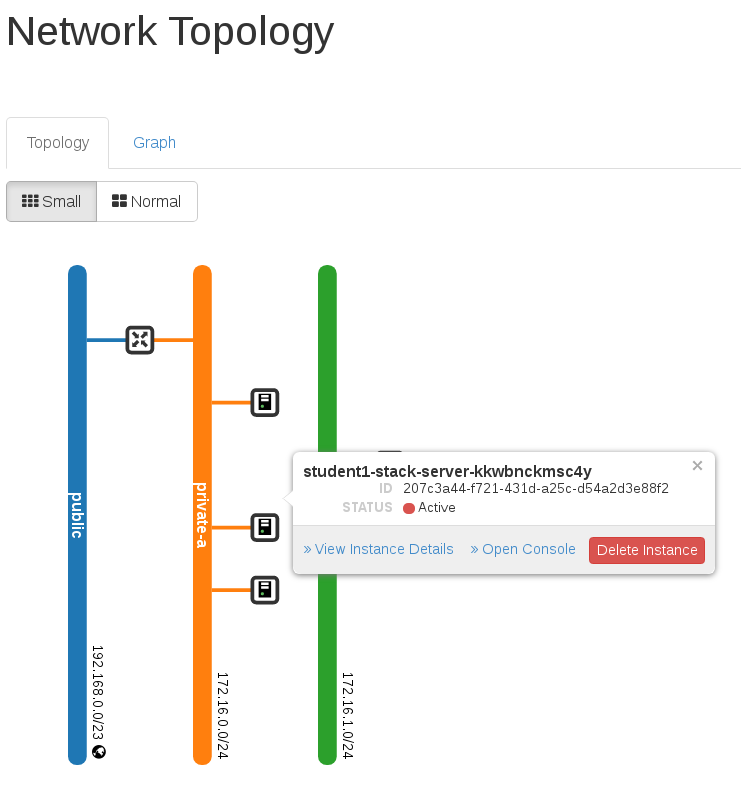 Network Topology
Topology
Graph
Small
Normal
public
private-a
student1-stack-server-kkwbnckmsc4y
ID 207c3a44-f721-431d-a25c-d54a2d3e88f2
STATUS Active
» View Instance Details
» Open Console
Delete Instance
192.168.0.0/23
172.16.0.0/24
172.16.1.0/24